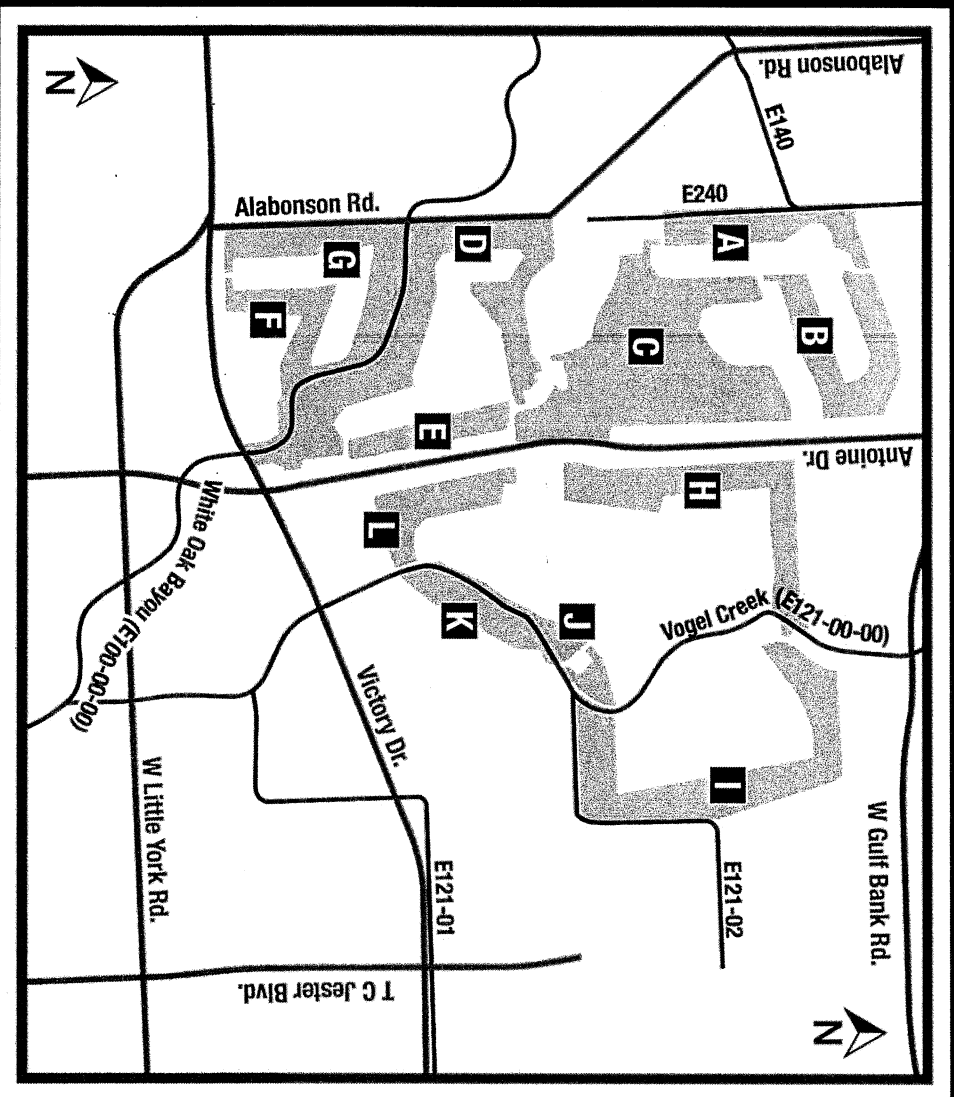 N
Alabonson Rd.
E140
E240
Alabonson Rd.
A
D
G
F
B
C
E
Antoine Dr.
H
L
White Oak Bayou (E100-00-00)
K
J
Vogel Creek (E121-00-00)
Victory Dr.
I
W Little York Rd.
W Gulf Bank Rd.
E121-01
E121-02
T C Jester Blvd.
N